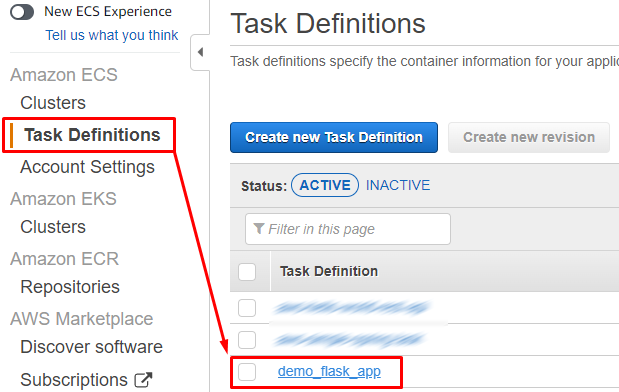 New ECS Experience
Tell us what you think
Amazon ECS
Clusters
Task Definitions
Account Settings
Amazon EKS
Clusters
Amazon ECR
Repositories
AWS Marketplace
Discover software
Subscriptions
Task Definitions
Task definitions specify the container information for your applic
Create new Task Definition
Create new revision
Status: ACTIVE INACTIVE
Filter in this page
Task Definition
demo_flask_app